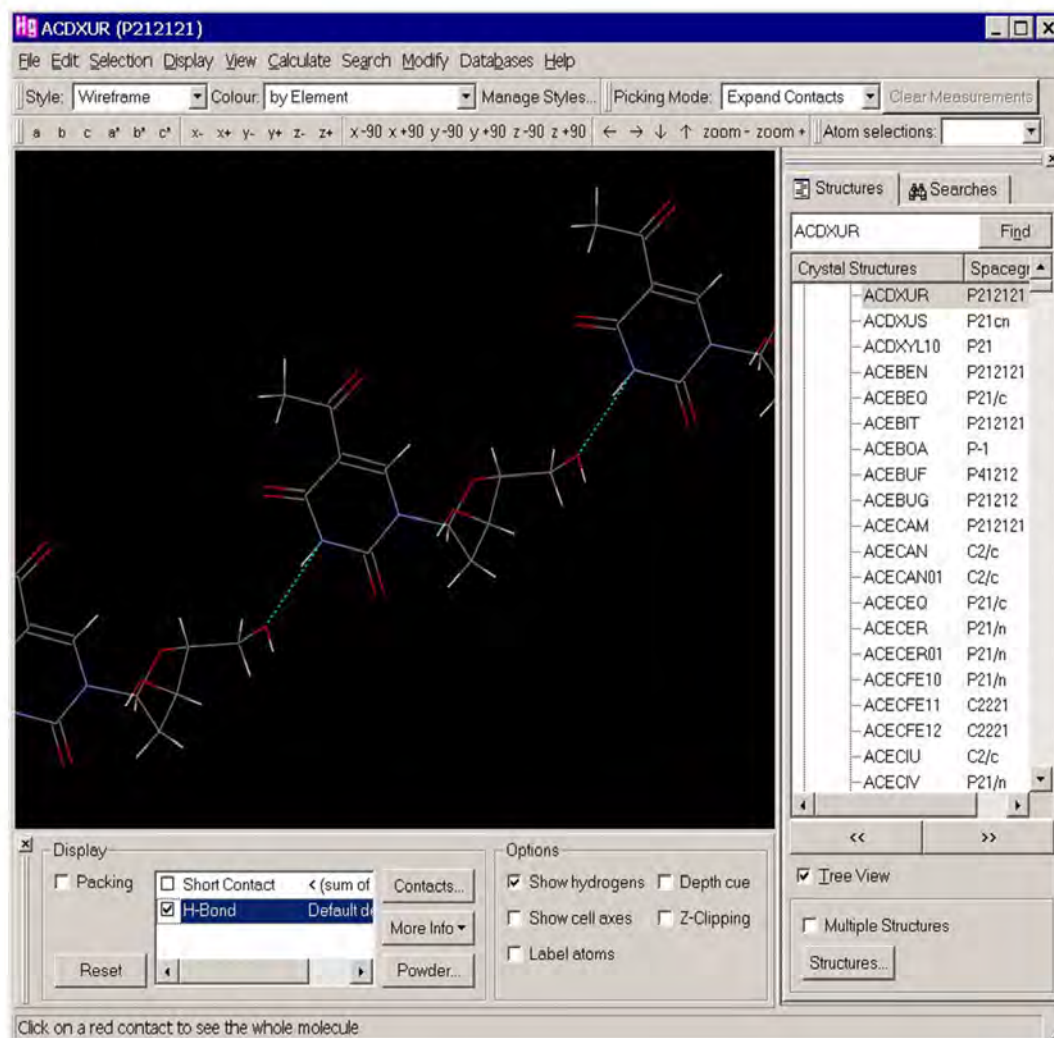 Hg ACDXUR (P212121)
File Edit Selection Display View Calculate Search Modify Databases Help
Style: Wireframe Colour: by Element Manage Styles... Picking Mode: Expand Contacts Clear Measurements
a b c a* b* c* x- x+ y- y+ z- z+ x-90 x+90 y-90 y+90 z-90 z+90 ← → ↓ ↑ zoom- zoom+ Atom selections:
Structures Searches
ACDXUR Find
Crystal Structures Spacegr
ACDXUR P212121
ACDXUS P21cn
ACDXYL10 P21
ACEBEN P212121
ACEBEQ P21/c
ACEBIT P212121
ACEBOA P-1
ACEBUF P41212
ACEBUG P21212
ACECAM P212121
ACECAN C2/c
ACECAN01 C2/c
ACECEQ P21/c
ACECER P21/n
ACECER01 P21/n
ACECFE10 P21/n
ACECFE11 C2221
ACECFE12 C2221
ACECIU C2/c
ACECIV P21/n
<< >>
Tree View
Multiple Structures
Structures...
Display
Packing
Short Contact < (sum of
H-Bond Default de
Contacts...
More Info
Reset
Powder...
Options
Show hydrogens Depth cue
Show cell axes Z-Clipping
Label atoms
Click on a red contact to see the whole molecule